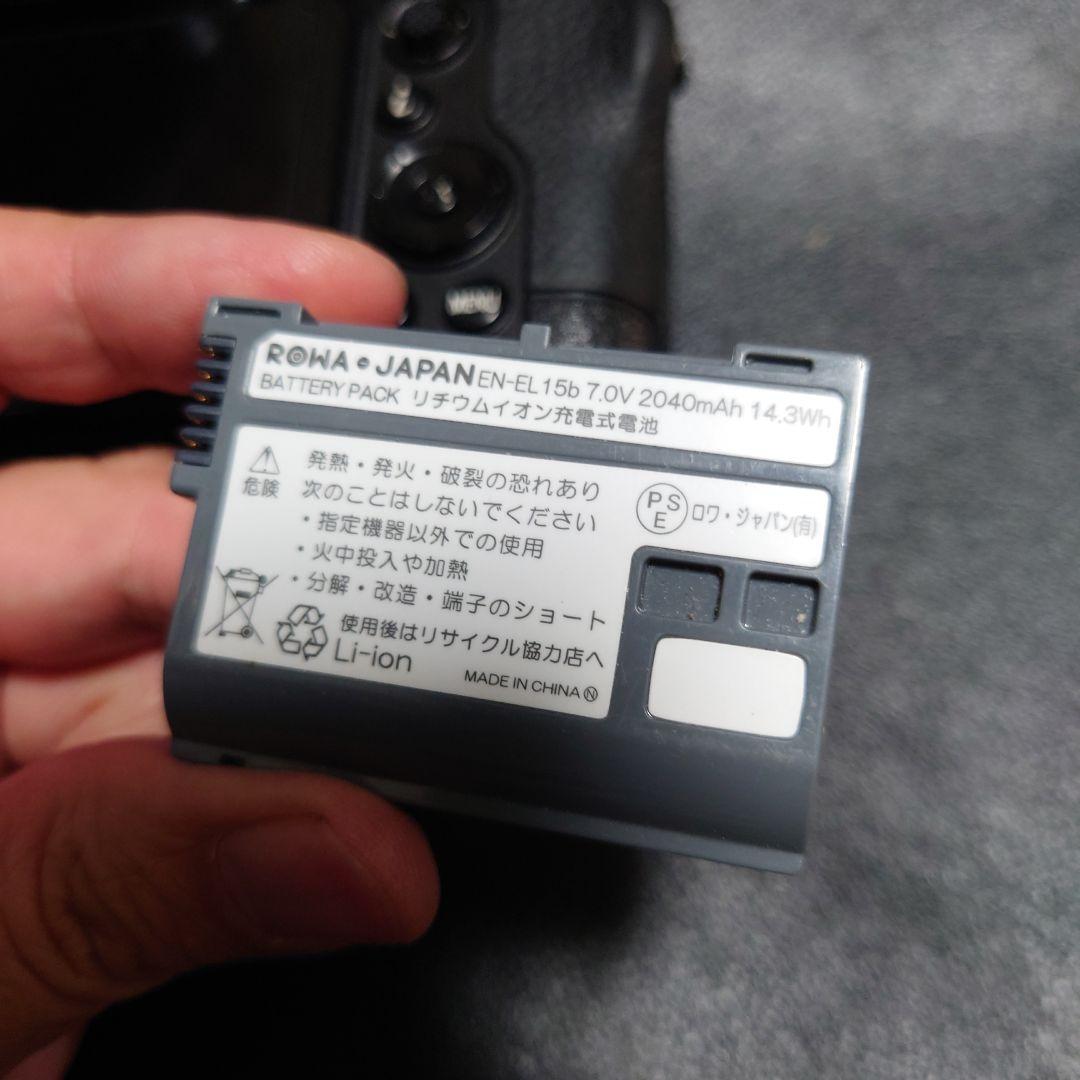 MENU
ROWA JAPAN EN-EL15b 7.0V 2040mAh 14.3Wh
BATTERY PACK リチウムイオン充電式電池
危険
発熱・発火・破裂の恐れあり
次のことはしないでください
・指定機器以外での使用
・火中投入や加熱
・分解・改造・端子のショート
使用後はリサイクル協力店へ
Li-ion
MADE IN CHINA Ⓝ
PSE ロワ・ジャパン(有)